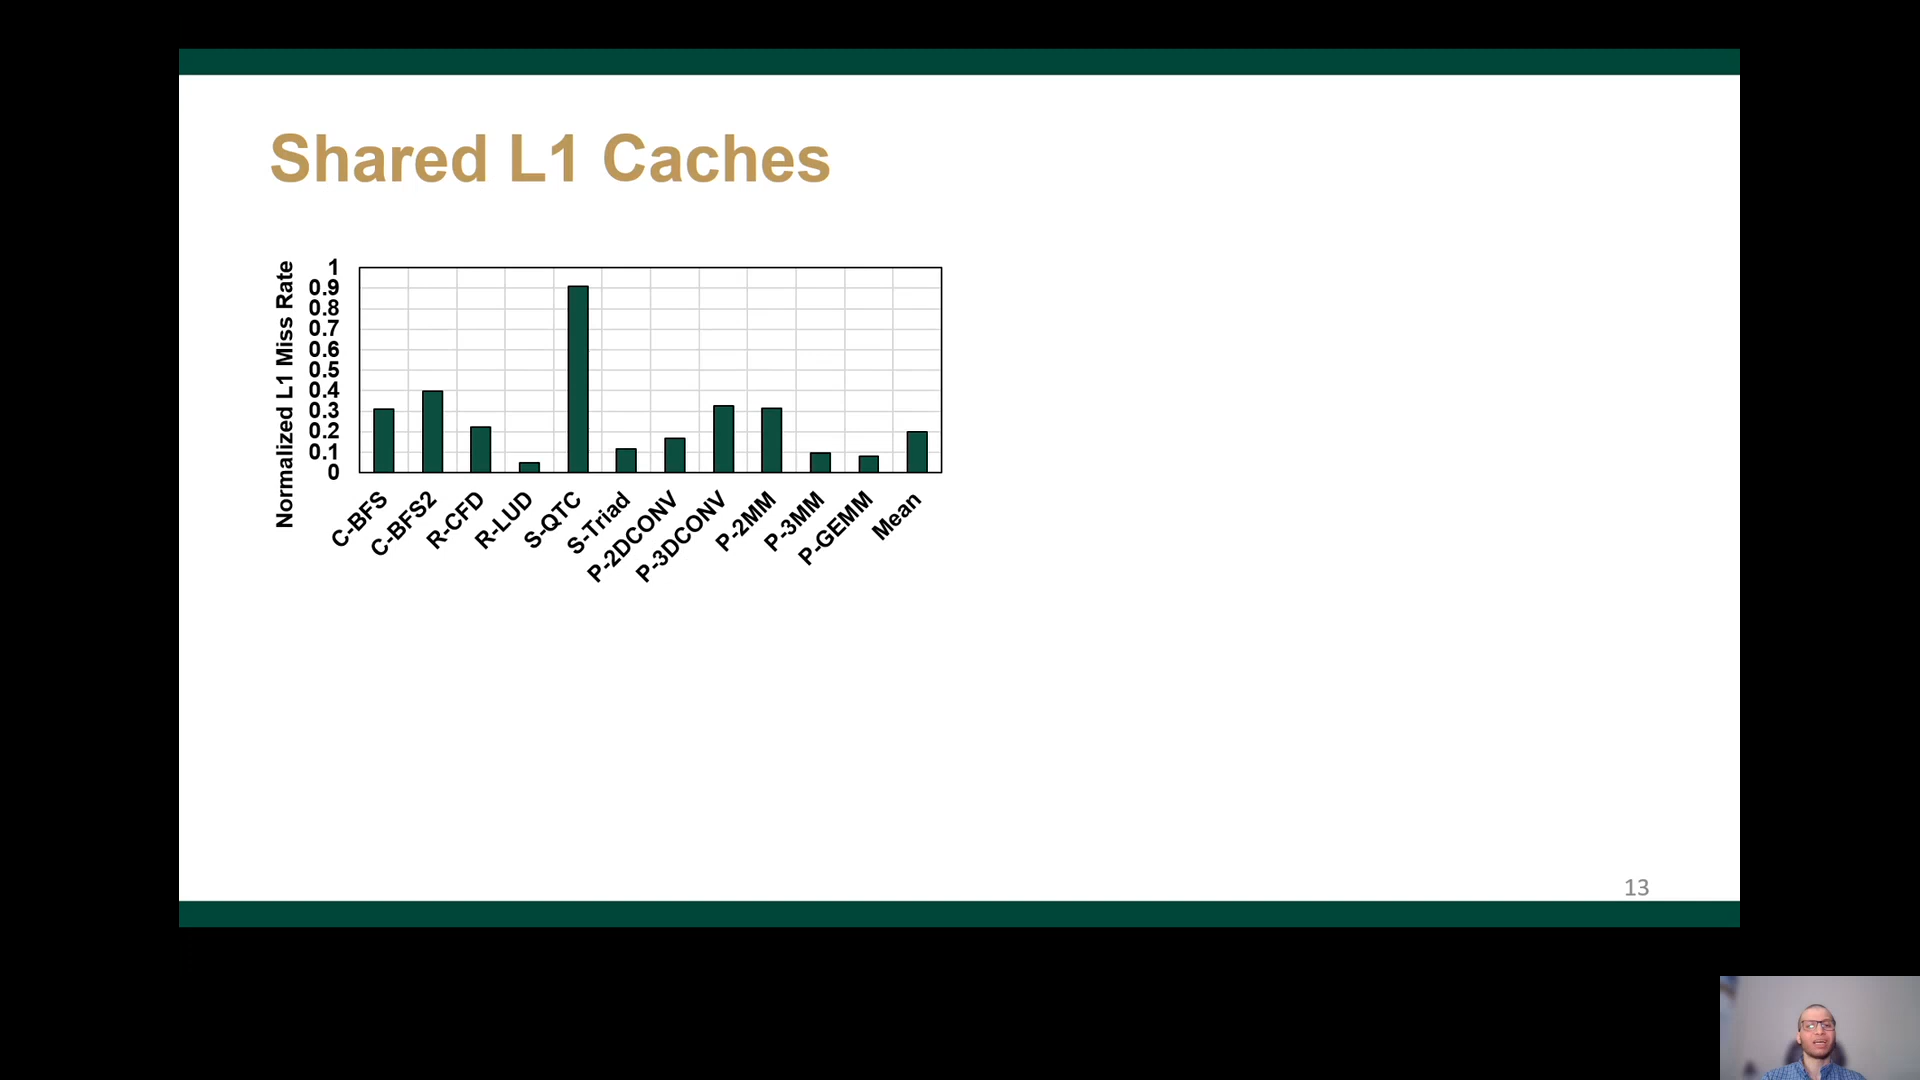 Shared L1 Caches
Normalized L1 Miss Rate
1
0.9
0.8
0.7
0.6
0.5
0.4
0.3
0.2
0.1
0
C-BFS
C-BFS2
R-CFD
R-LUD
S-QTC
S-Triad
P-2DCONV
P-3DCONV
P-2MM
P-3MM
P-GEMM
Mean
13